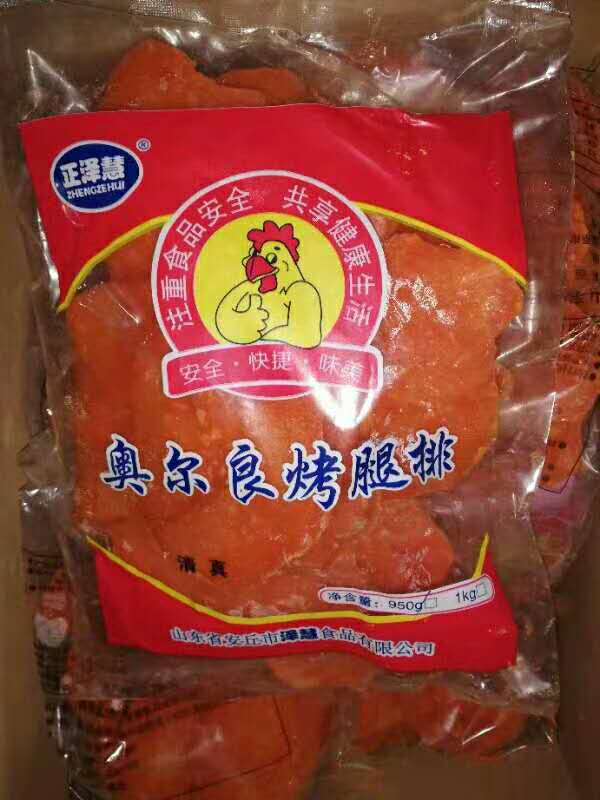 正泽慧
®
ZHENGZEHUI
注重食品安全 共享健康生活
安全·快捷·味美
奥尔良烤腿排
清真
净含量: 950g□ 1kg□
山东省安丘市泽慧食品有限公司